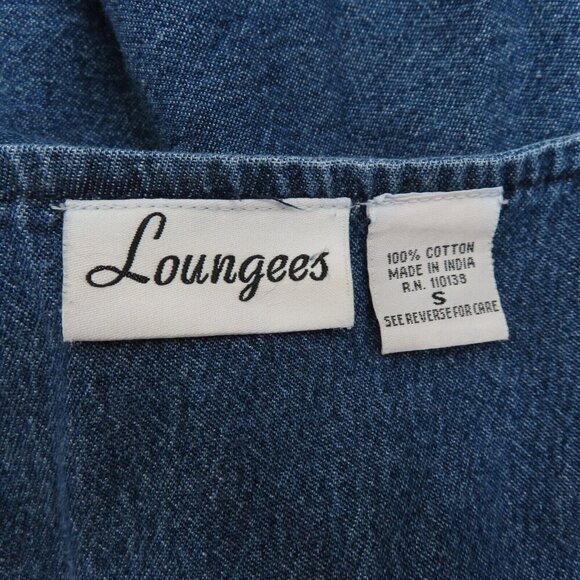 Loungees
100% COTTON
MADE IN INDIA
R.N. 110139
S
SEE REVERSE FOR CARE